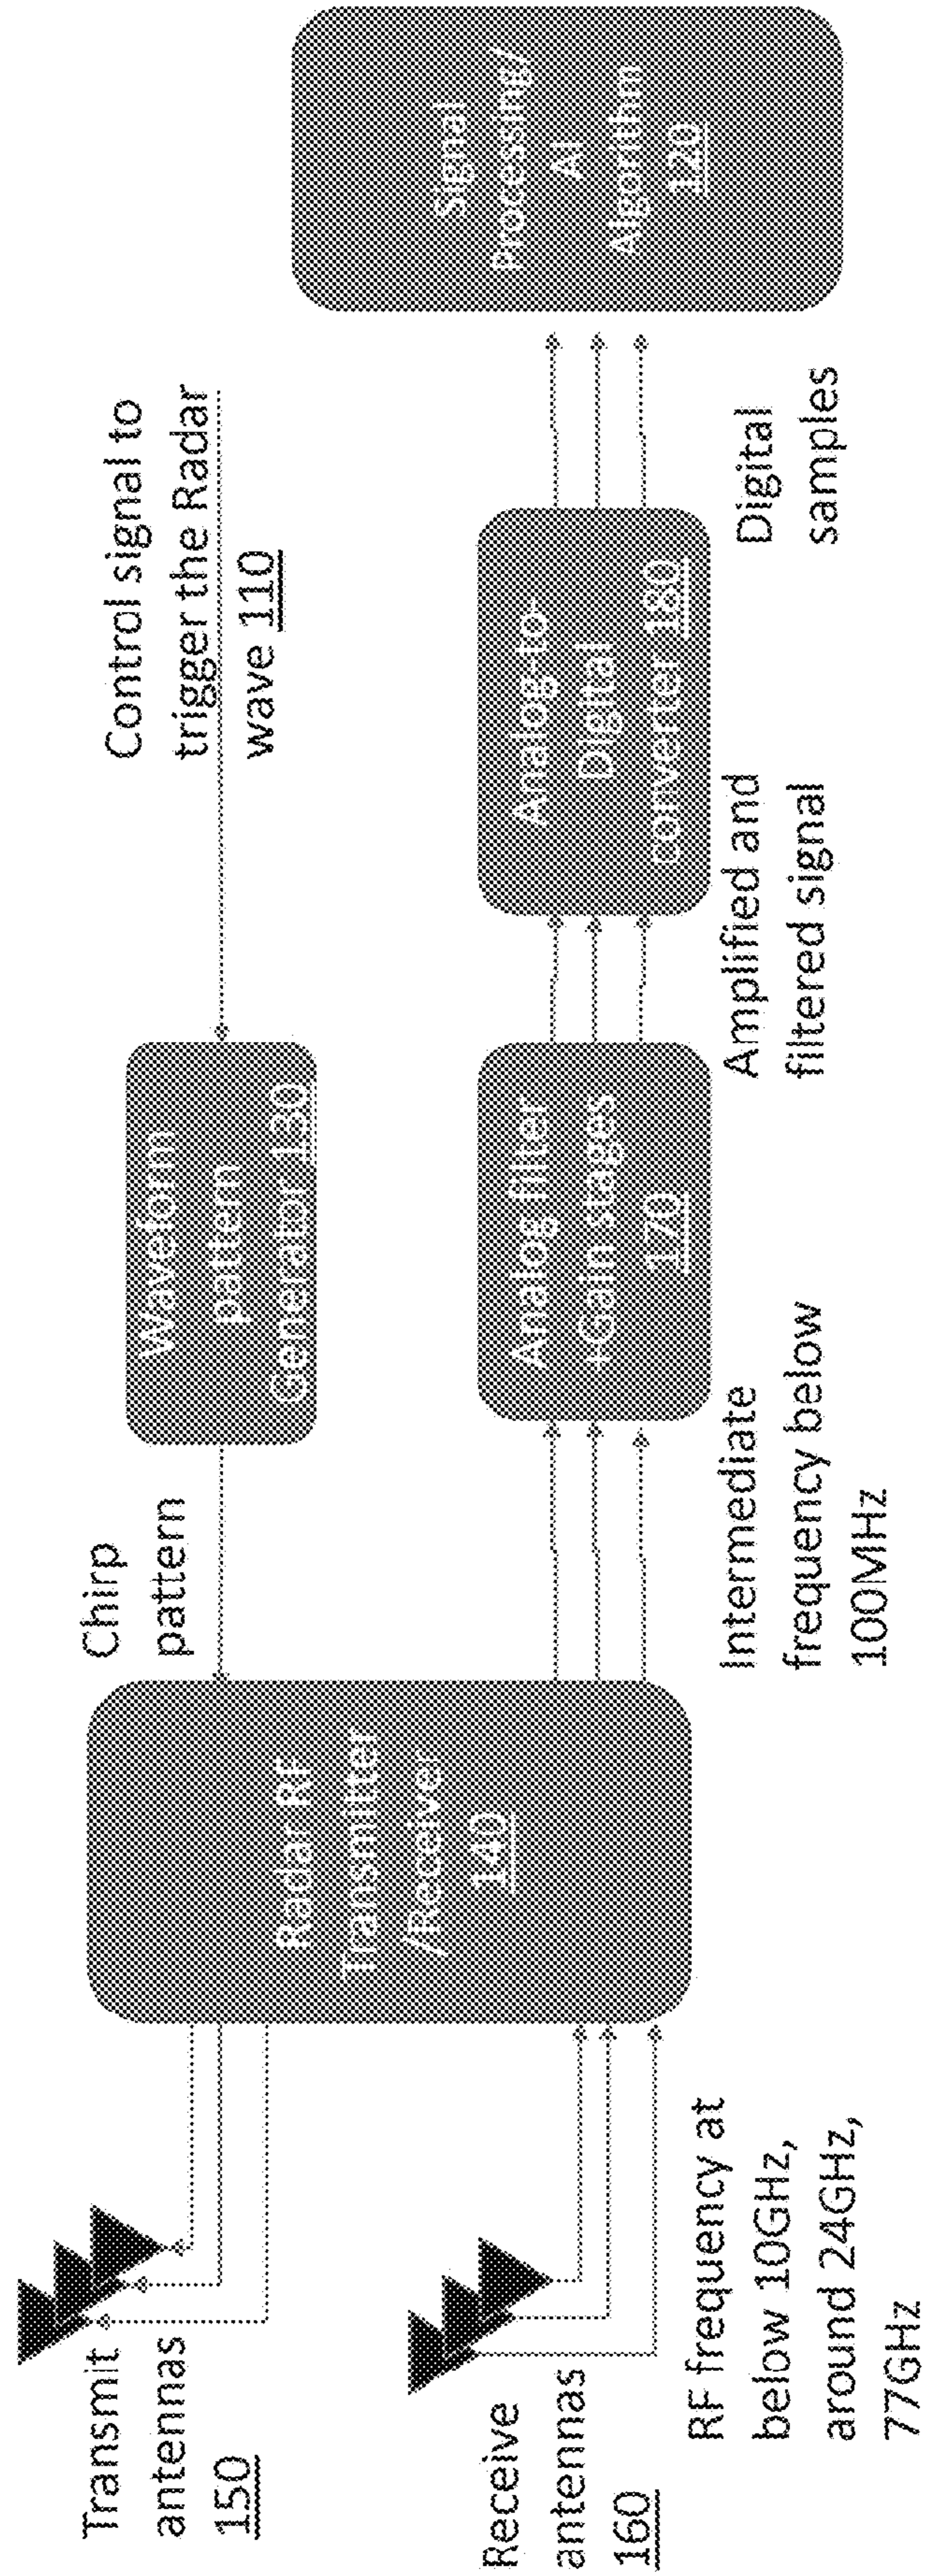 Transmit
antennas
150
Chirp
pattern
Waveform
pattern
Generator 130
Control signal to
trigger the Radar
wave 110
Radar RF
Transmitter
/Receiver
140
Receive
antennas
160
RF frequency at
below 10GHz,
around 24GHz,
77GHz
Analog filter
+Gain stages
170
Intermediate
frequency below
100MHz
Analog-to-
Digital
converter 180
Amplified and
filtered signal
Digital
samples
Signal
Processing/
AI
Algorithm
120